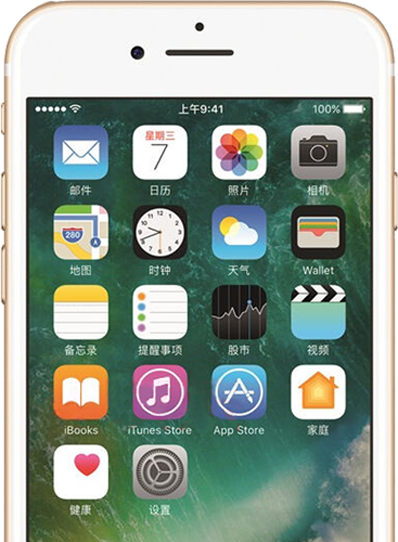 上午9:41
100%
星期三
7
邮件
日历
照片
相机
280
地图
时钟
天气
Wallet
备忘录
提醒事项
股市
视频
iBooks
iTunes Store
App Store
家庭
健康
设置